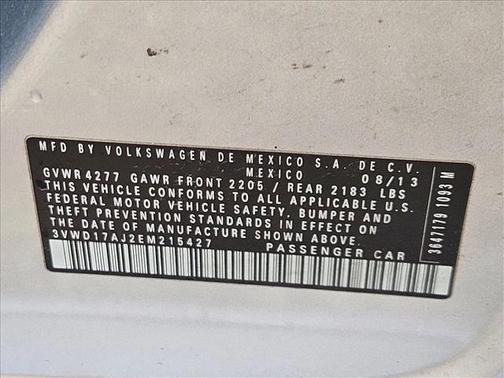 MFD BY VOLKSWAGEN DE MEXICO S.A. DE C.V.
MEXICO 08/13
GVWR 4277 GAWR FRONT 2205 / REAR 2183 LBS
THIS VEHICLE CONFORMS TO ALL APPLICABLE U.S.
FEDERAL MOTOR VEHICLE SAFETY, BUMPER AND
THEFT PREVENTION STANDARDS IN EFFECT ON
THE DATE OF MANUFACTURE SHOWN ABOVE.
3VWD17AJ2EM215427 PASSENGER CAR
3647179 1093 M